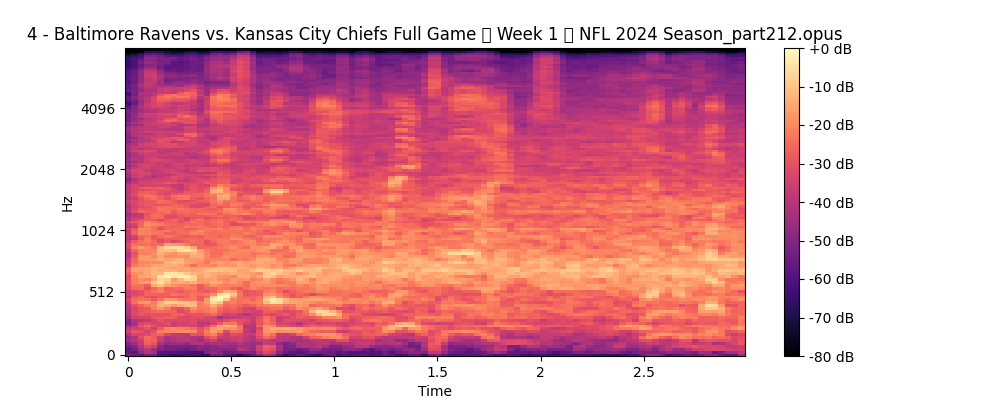 4 - Baltimore Ravens vs. Kansas City Chiefs Full Game  Week 1  NFL 2024 Season_part212.opus
+0 dB
-10 dB
-20 dB
-30 dB
-40 dB
-50 dB
-60 dB
-70 dB
-80 dB
4096
2048
1024
512
0
Hz
0 0.5 1 1.5 2 2.5
Time